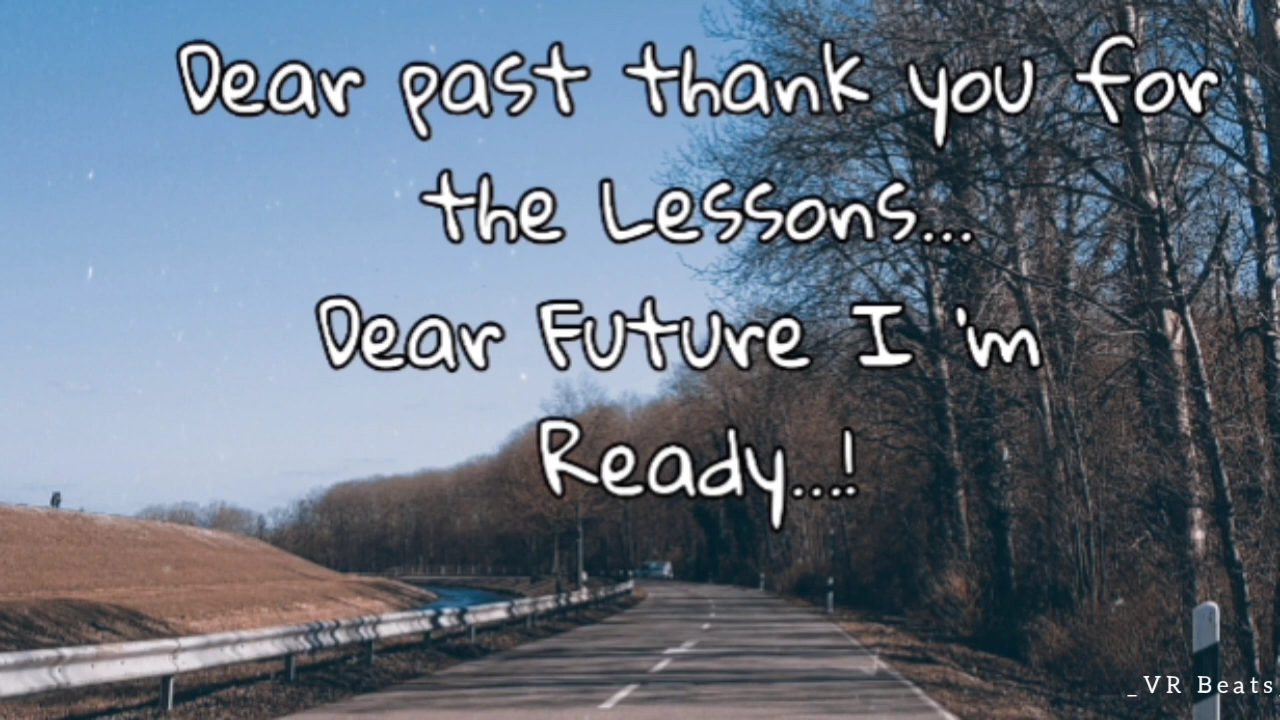 Dear past thank you for
the Lessons...
Dear Future I 'm
Ready...!
_VR Beats